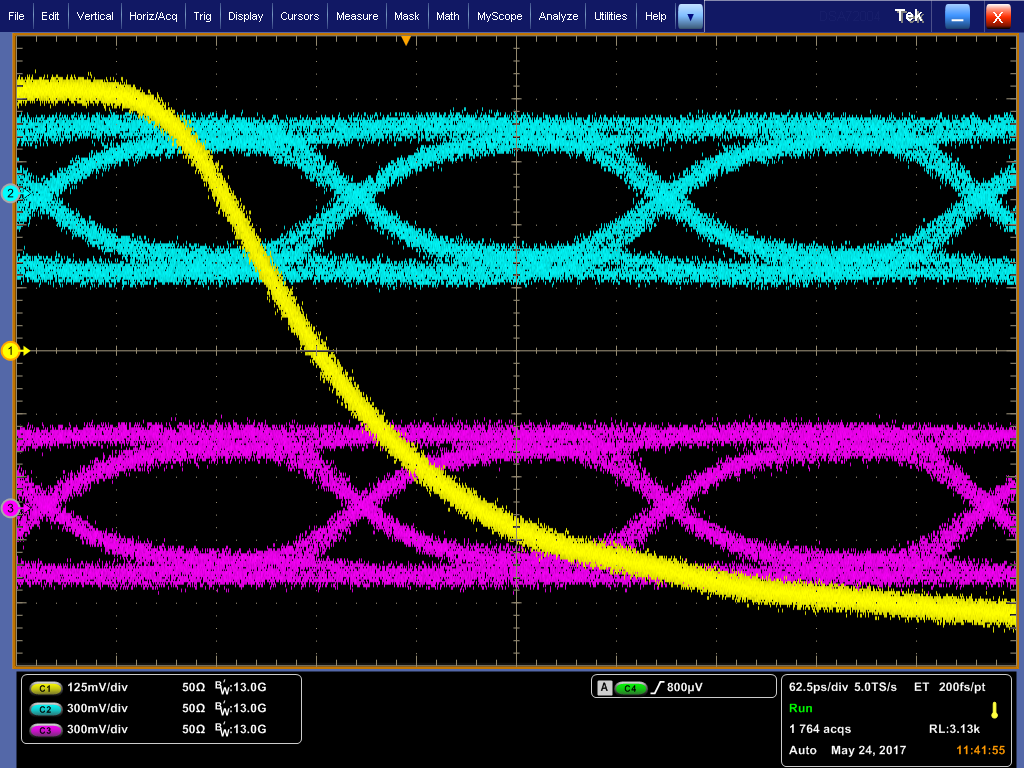 File Edit Vertical Horiz/Acq Trig Display Cursors Measure Mask Math MyScope Analyze Utilities Help Tek X
2
1
3
C1 125mV/div 50Ω B'W:13.0G
C2 300mV/div 50Ω B'W:13.0G
C3 300mV/div 50Ω B'W:13.0G
A C4 800µV
62.5ps/div 5.0TS/s ET 200fs/pt
Run
1 764 acqs RL:3.13k
Auto May 24, 2017 11:41:55